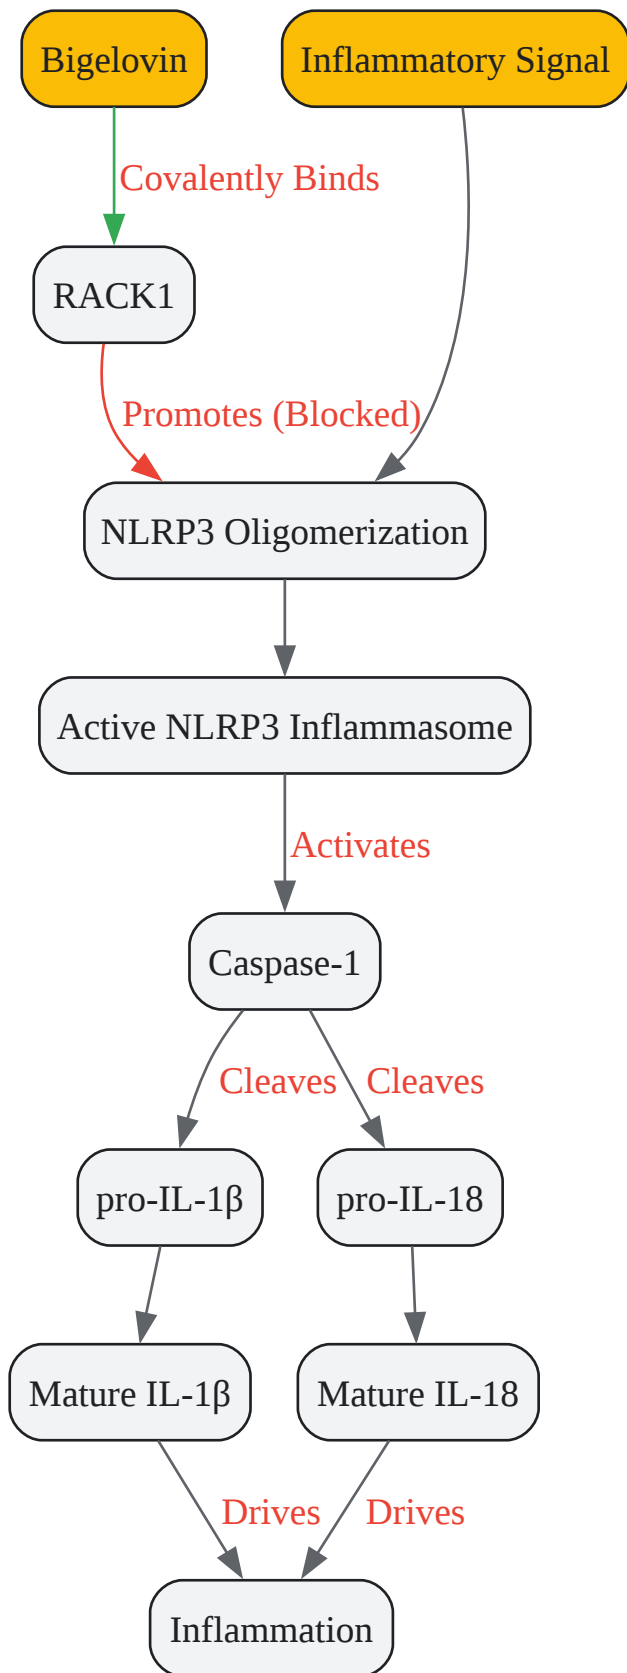 Bigelovin
Inflammatory Signal
Covalently Binds
RACK1
Promotes (Blocked)
NLRP3 Oligomerization
Active NLRP3 Inflammasome
Activates
Caspase-1
Cleaves
Cleaves
pro-IL-1β
pro-IL-18
Mature IL-1β
Mature IL-18
Drives
Drives
Inflammation